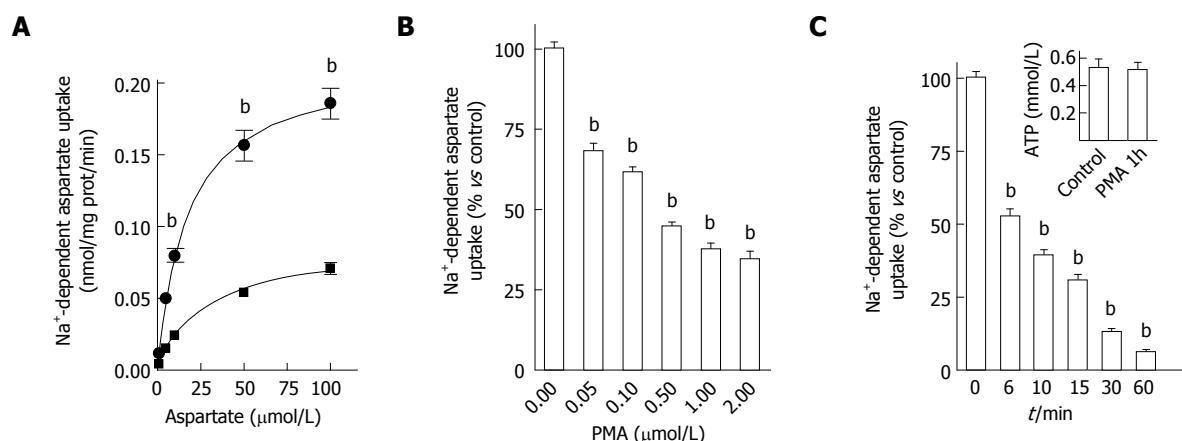 A
Na⁺-dependent aspartate uptake
(nmol/mg prot/min)
0.20
0.15
0.10
0.05
0.00
b
b
b
0
25
50
75
100
Aspartate (μmol/L)
B
Na⁺-dependent aspartate
uptake (% vs control)
100
75
50
25
0
b
b
b
b
b
0.00
0.05
0.10
0.50
1.00
2.00
PMA (μmol/L)
C
Na⁺-dependent aspartate
uptake (% vs control)
100
75
50
25
0
b
b
b
b
b
0
6
10
15
30
60
t/min
ATP (mmol/L)
0.6
0.4
0.2
Control
PMA 1h